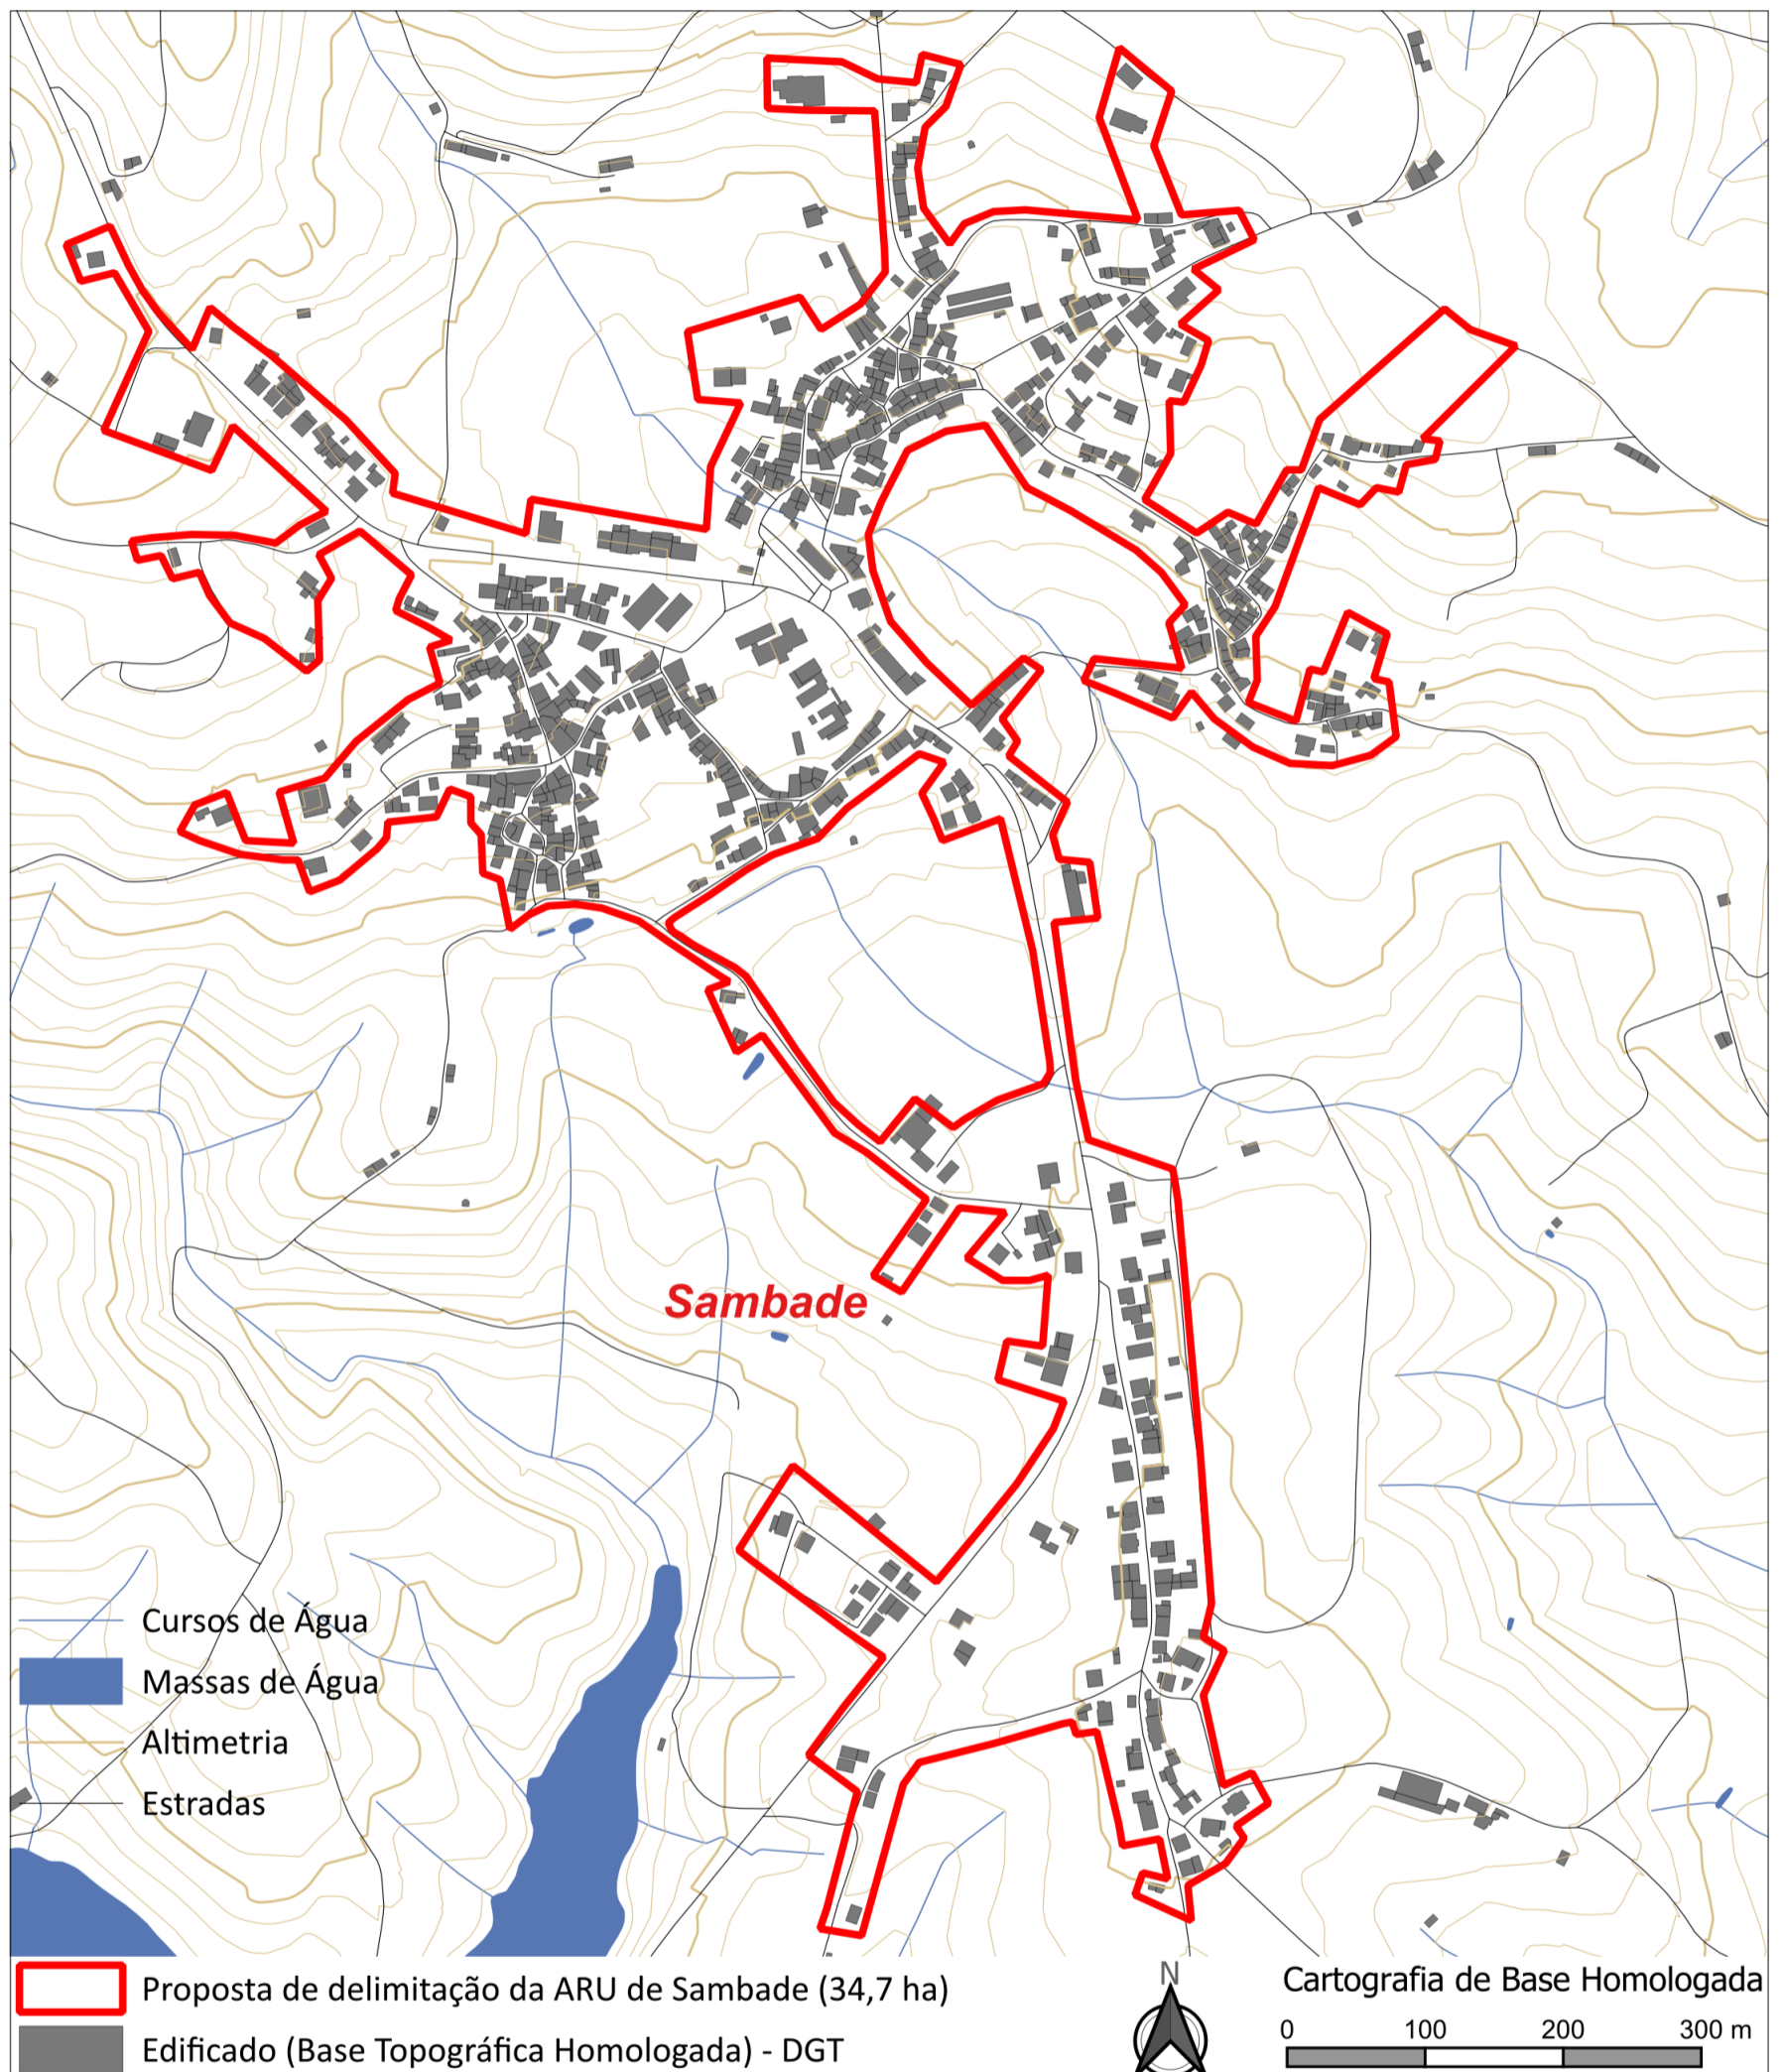 Sambade
Cursos de Água
Massas de Água
Altimetria
Estradas
Proposta de delimitação da ARU de Sambade (34,7 ha)
Edificado (Base Topográfica Homologada) - DGT
N
Cartografia de Base Homologada
0 100 200 300 m